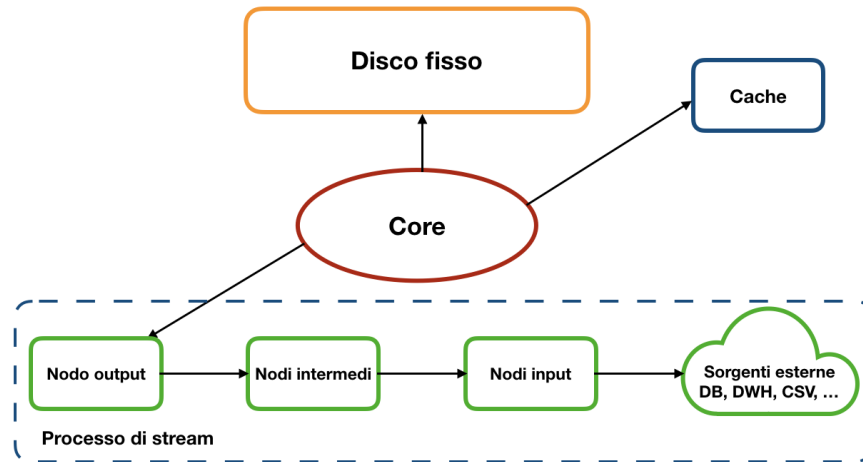 Disco fisso
Cache
Core
Nodo output
Nodi intermedi
Nodi input
Sorgenti esterne
DB, DWH, CSV, ...
Processo di stream